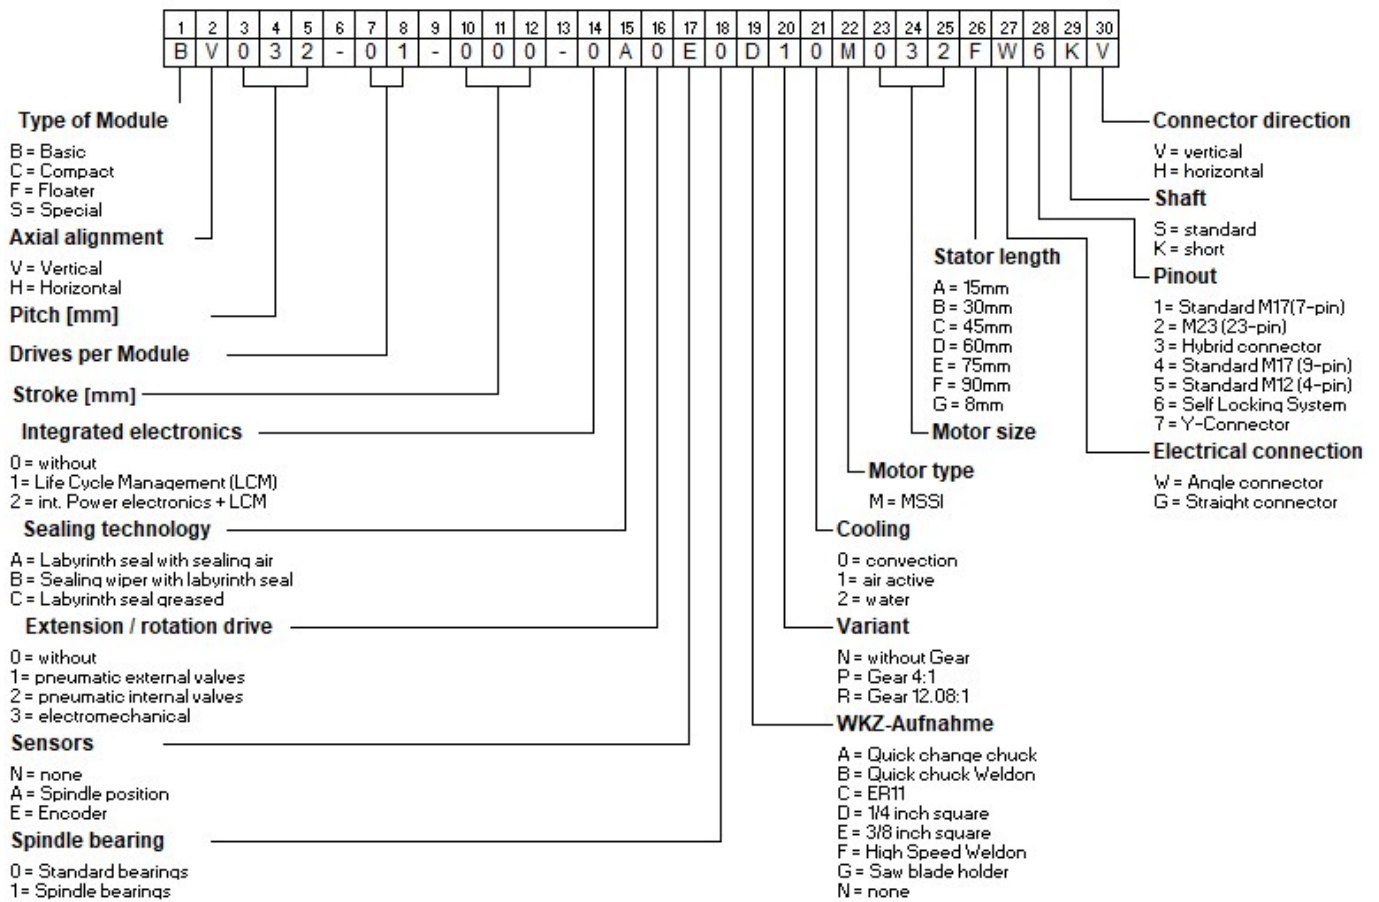 1 2 3 4 5 6 7 8 9 10 11 12 13 14 15 16 17 18 19 20 21 22 23 24 25 26 27 28 29 30
B V 0 3 2 - 0 1 - 0 0 0 - 0 A 0 E 0 D 1 0 M 0 3 2 F W 6 K V
Type of Module
B = Basic
C = Compact
F = Floater
S = Special
Axial alignment
V = Vertical
H = Horizontal
Pitch [mm]
Drives per Module
Stroke [mm]
Integrated electronics
0 = without
1 = Life Cycle Management (LCM)
2 = int. Power electronics + LCM
Sealing technology
A = Labyrinth seal with sealing air
B = Sealing wiper with labyrinth seal
C = Labyrinth seal greased
Extension / rotation drive
0 = without
1 = pneumatic external valves
2 = pneumatic internal valves
3 = electromechanical
Sensors
N = none
A = Spindle position
E = Encoder
Spindle bearing
0 = Standard bearings
1 = Spindle bearings
Connector direction
V = vertical
H = horizontal
Shaft
S = standard
K = short
Pinout
1 = Standard M17(7-pin)
2 = M23 (23-pin)
3 = Hybrid connector
4 = Standard M17 (9-pin)
5 = Standard M12 (4-pin)
6 = Self Locking System
7 = Y-Connector
Electrical connection
W = Angle connector
G = Straight connector
Stator length
A = 15mm
B = 30mm
C = 45mm
D = 60mm
E = 75mm
F = 90mm
G = 8mm
Motor size
Motor type
M = MSSI
Cooling
0 = convection
1 = air active
2 = water
Variant
N = without Gear
P = Gear 4:1
R = Gear 12.08:1
WKZ-Aufnahme
A = Quick change chuck
B = Quick chuck Weldon
C = ER11
D = 1/4 inch square
E = 3/8 inch square
F = High Speed Weldon
G = Saw blade holder
N = none